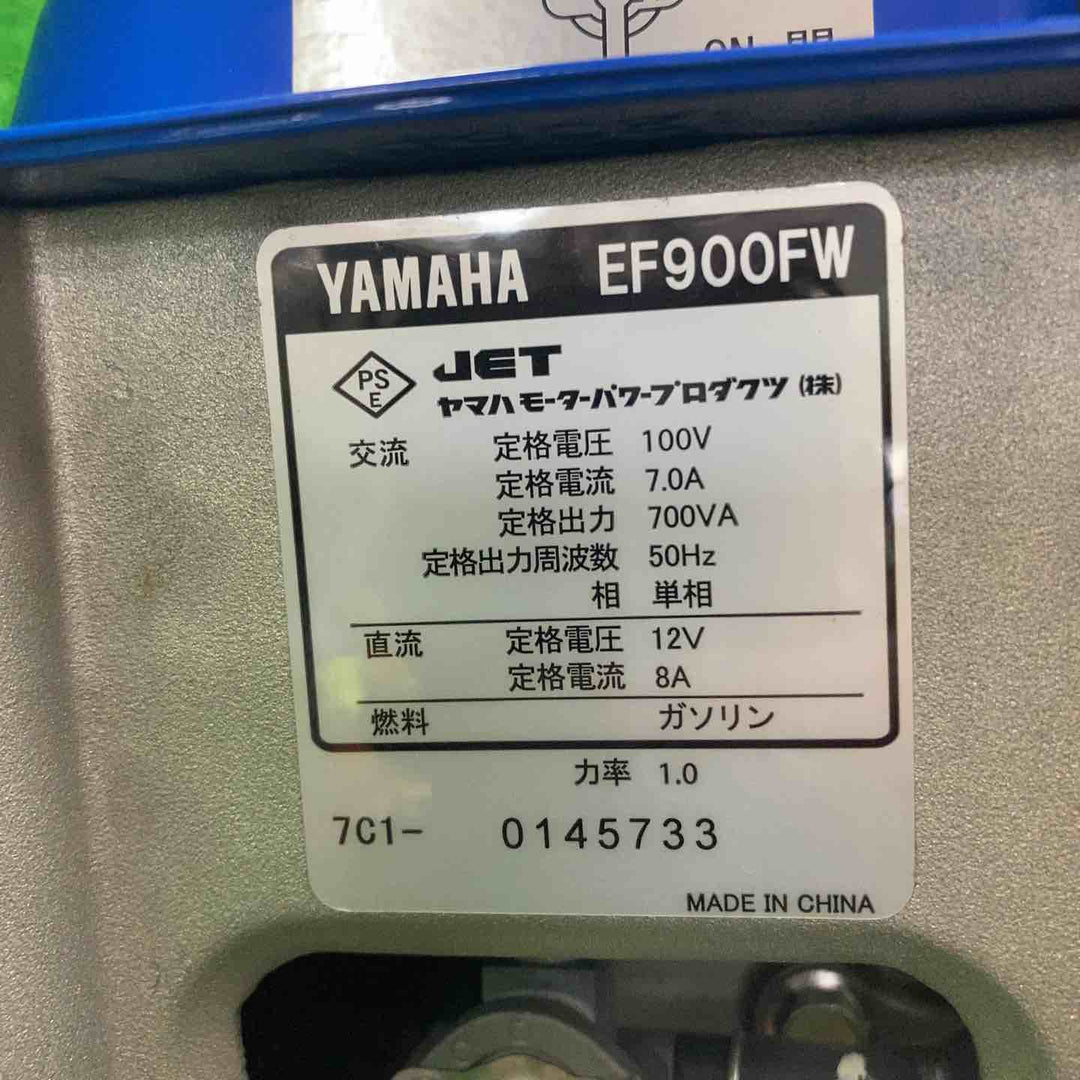 ON 開
YAMAHA EF900FW
PS
E
JET
ヤマハモーターパワープロダクツ(株)
交流 定格電圧 100V
定格電流 7.0A
定格出力 700VA
定格出力周波数 50Hz
相 単相
直流 定格電圧 12V
定格電流 8A
燃料 ガソリン
力率 1.0
7C1- 0145733
MADE IN CHINA